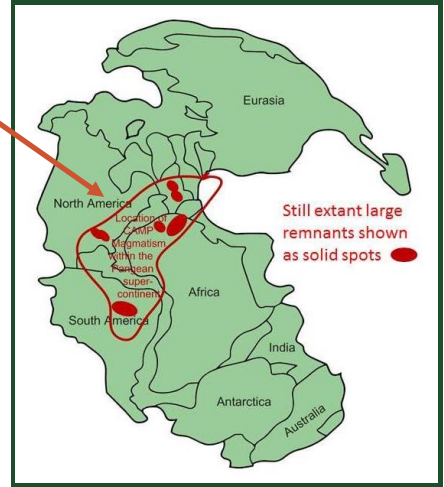 Eurasia
North America
Location of
CAMP
Magmatism
within the
Pangean
super-
continent
Still extant large
remnants shown
as solid spots
Africa
South America
India
Antarctica
Australia